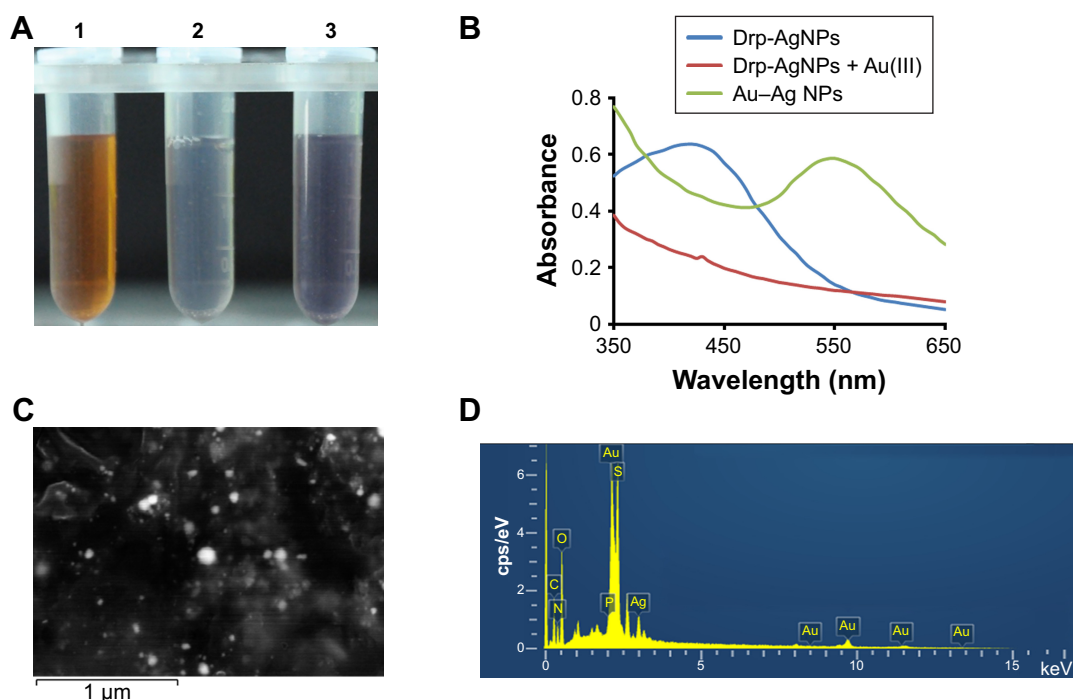 A
1 2 3
B
Drp-AgNPs
Drp-AgNPs + Au(III)
Au–Ag NPs
0.8
0.6
0.4
0.2
0
Absorbance
350 450 550 650
Wavelength (nm)
C
1 μm
D
cps/eV
6
4
2
0
Au
S
O
C
N
P
Ag
Au
Au
Au
Au
0 5 10 15
keV